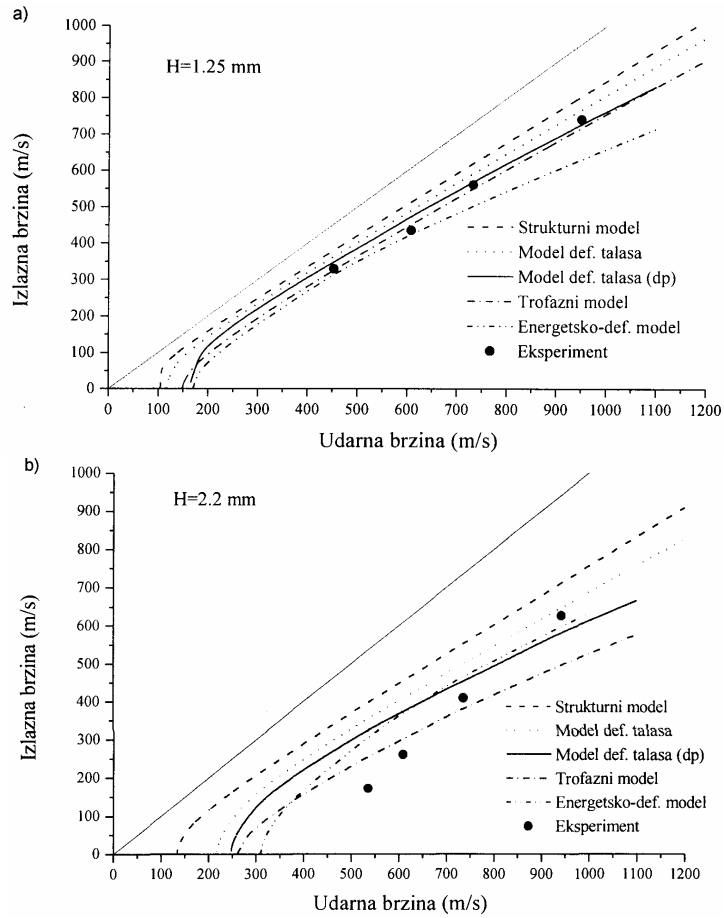 a)
H=1.25 mm
Izlazna brzina (m/s)
1000
900
800
700
600
500
400
300
200
100
0
Strukturni model
Model def. talasa
Model def. talasa (dp)
Trofazni model
Energetsko-def. model
Eksperiment
0 100 200 300 400 500 600 700 800 900 1000 1100 1200
Udarna brzina (m/s)
b)
H=2.2 mm
Izlazna brzina (m/s)
1000
900
800
700
600
500
400
300
200
100
0
Strukturni model
Model def. talasa
Model def. talasa (dp)
Trofazni model
Energetsko-def. model
Eksperiment
0 100 200 300 400 500 600 700 800 900 1000 1100 1200
Udarna brzina (m/s)